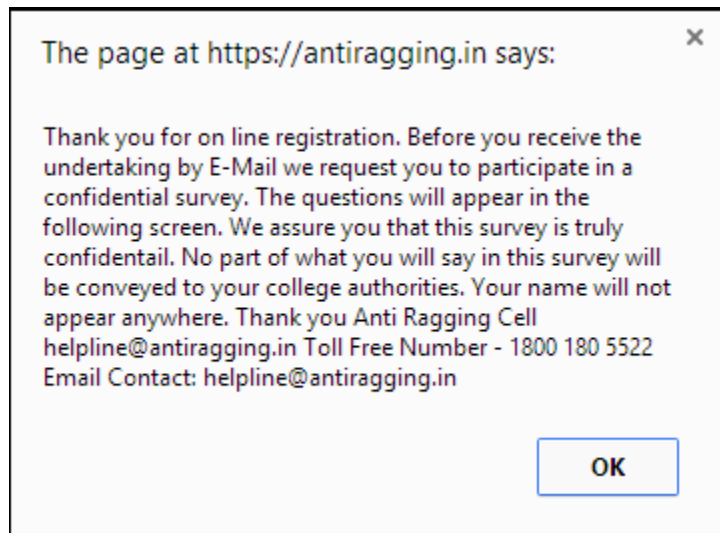 The page at https://antiragging.in says:
Thank you for on line registration. Before you receive the
undertaking by E-Mail we request you to participate in a
confidential survey. The questions will appear in the
following screen. We assure you that this survey is truly
confidentail. No part of what you will say in this survey will
be conveyed to your college authorities. Your name will not
appear anywhere. Thank you Anti Ragging Cell
helpline@antiragging.in Toll Free Number - 1800 180 5522
Email Contact: helpline@antiragging.in
OK